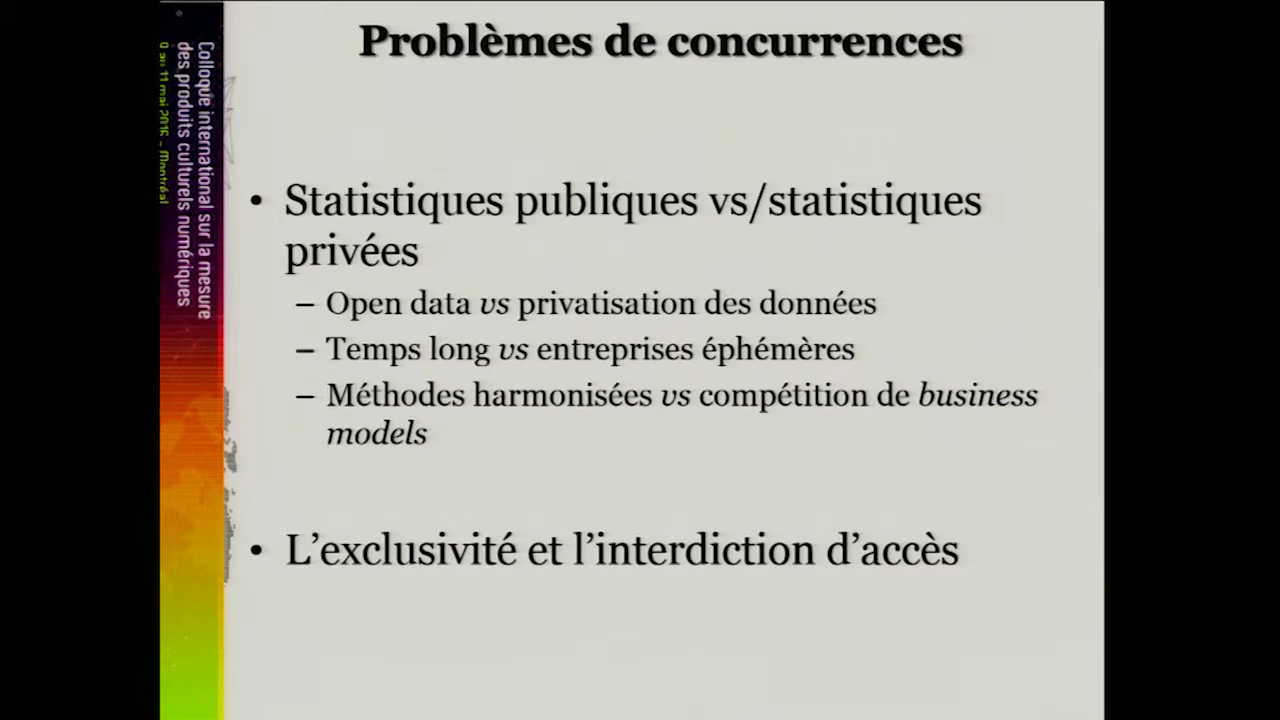 Problèmes de concurrences
• Statistiques publiques vs/statistiques
privées
– Open data vs privatisation des données
– Temps long vs entreprises éphémères
– Méthodes harmonisées vs compétition de business
models
• L’exclusivité et l’interdiction d’accès
Colloque international sur la mesure
des produits culturels numériques
9 au 11 mai 2016 – Montréal